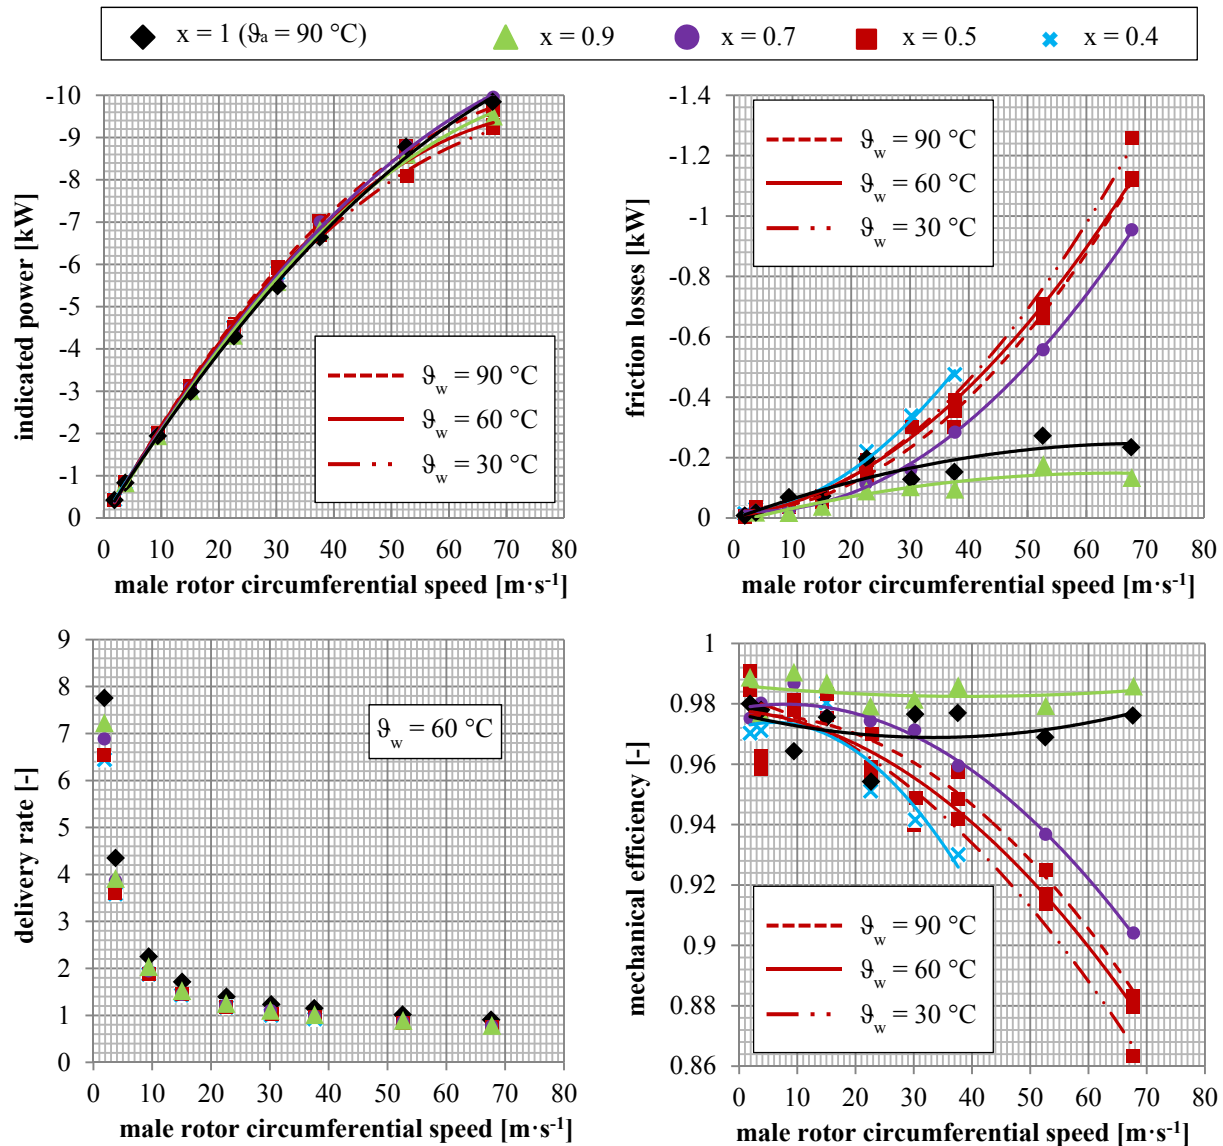 x = 1 (ϑa = 90 °C) x = 0.9 x = 0.7 x = 0.5 x = 0.4
indicated power [kW]
-10
-9
-8
-7
-6
-5
-4
-3
-2
-1
0
0 10 20 30 40 50 60 70 80
male rotor circumferential speed [m·s-1]
ϑw = 90 °C
ϑw = 60 °C
ϑw = 30 °C
friction losses [kW]
-1.4
-1.2
-1
-0.8
-0.6
-0.4
-0.2
0
0 10 20 30 40 50 60 70 80
male rotor circumferential speed [m·s-1]
ϑw = 90 °C
ϑw = 60 °C
ϑw = 30 °C
delivery rate [-]
9
8
7
6
5
4
3
2
1
0
0 10 20 30 40 50 60 70 80
male rotor circumferential speed [m·s-1]
ϑw = 60 °C
mechanical efficiency [-]
1
0.98
0.96
0.94
0.92
0.9
0.88
0.86
0 10 20 30 40 50 60 70 80
male rotor circumferential speed [m·s-1]
ϑw = 90 °C
ϑw = 60 °C
ϑw = 30 °C